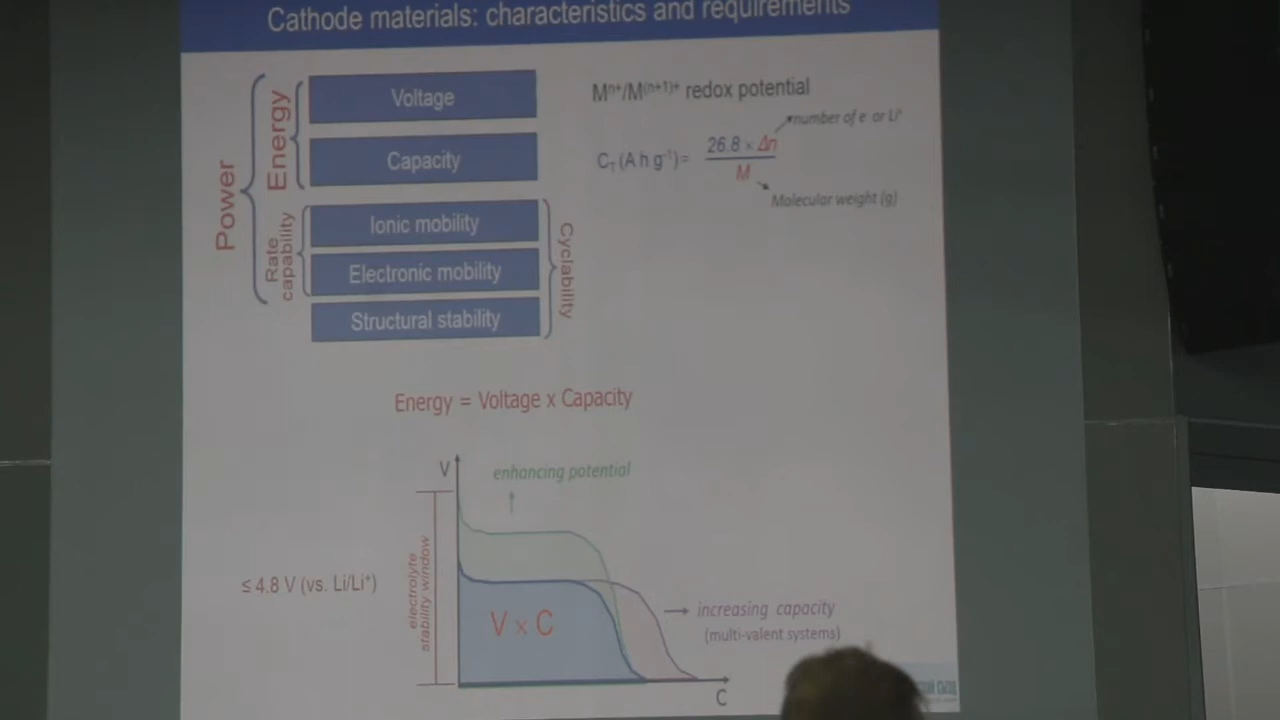 Cathode materials: characteristics and requirements
Power
Energy
Voltage
Capacity
Rate
capability
Ionic mobility
Electronic mobility
Structural stability
Cyclability
Mⁿ⁺/M⁽ⁿ⁺¹⁾⁺ redox potential
number of e⁻ or Li⁺
C_T (A h g⁻¹) = 26.8 × Δn
M
Molecular weight (g)
Energy = Voltage x Capacity
V
enhancing potential
electrolyte
stability window
≤ 4.8 V (vs. Li/Li⁺)
V × C
increasing capacity
(multi-valent systems)
C